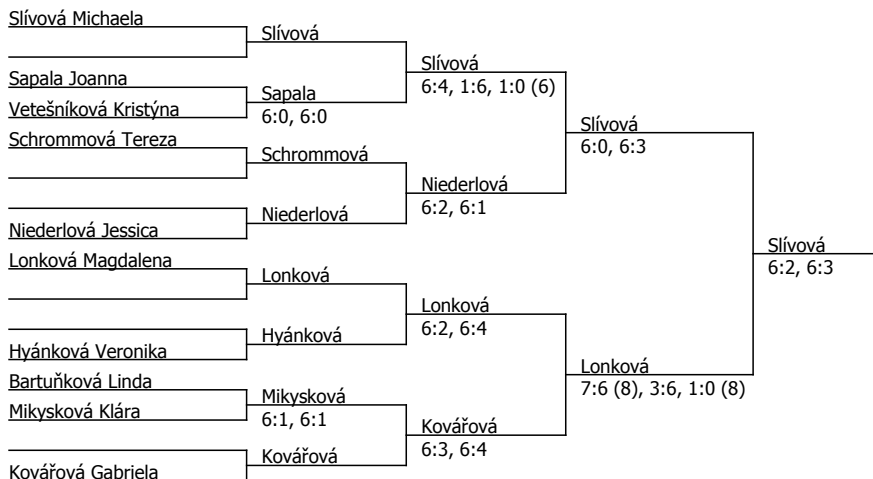 Slívová Michaela
Slívová
Slívová
6:4, 1:6, 1:0 (6)
Sapala Joanna
Sapala
6:0, 6:0
Vetešníková Kristýna
Slívová
6:0, 6:3
Schrommová Tereza
Schrommová
Niederlová
6:2, 6:1
Niederlová
Niederlová Jessica
Slívová
6:2, 6:3
Lonková Magdalena
Lonková
Lonková
6:2, 6:4
Hyánková
Hyánková Veronika
Lonková
7:6 (8), 3:6, 1:0 (8)
Bartuňková Linda
Mikysková
6:1, 6:1
Mikysková Klára
Kovářová
6:3, 6:4
Kovářová
Kovářová Gabriela